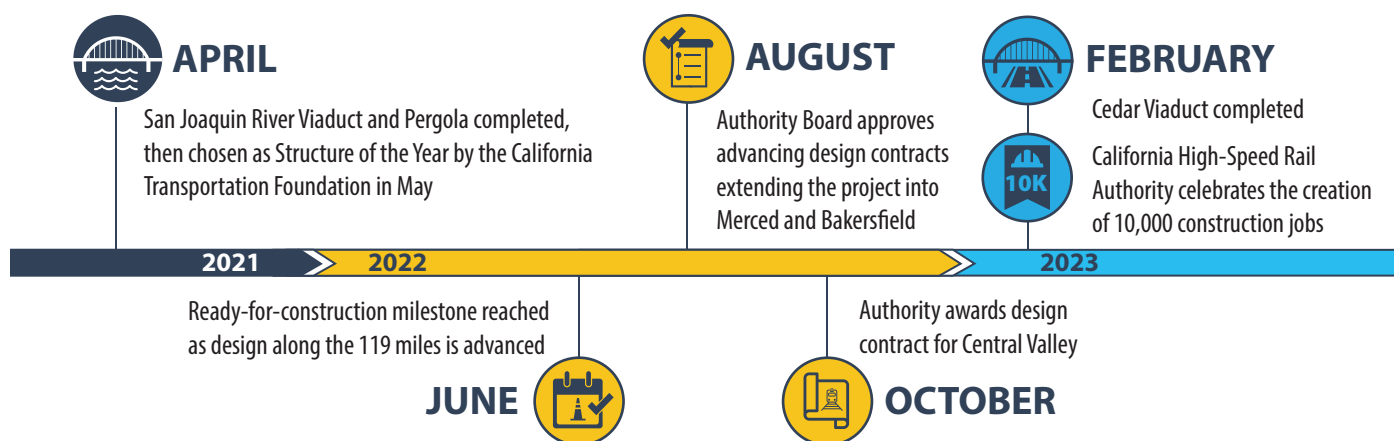 APRIL
San Joaquin River Viaduct and Pergola completed,
then chosen as Structure of the Year by the California
Transportation Foundation in May
AUGUST
Authority Board approves
advancing design contracts
extending the project into
Merced and Bakersfield
FEBRUARY
Cedar Viaduct completed
10K
California High-Speed Rail
Authority celebrates the creation
of 10,000 construction jobs
2021
2022
2023
Ready-for-construction milestone reached
as design along the 119 miles is advanced
JUNE
Authority awards design
contract for Central Valley
OCTOBER